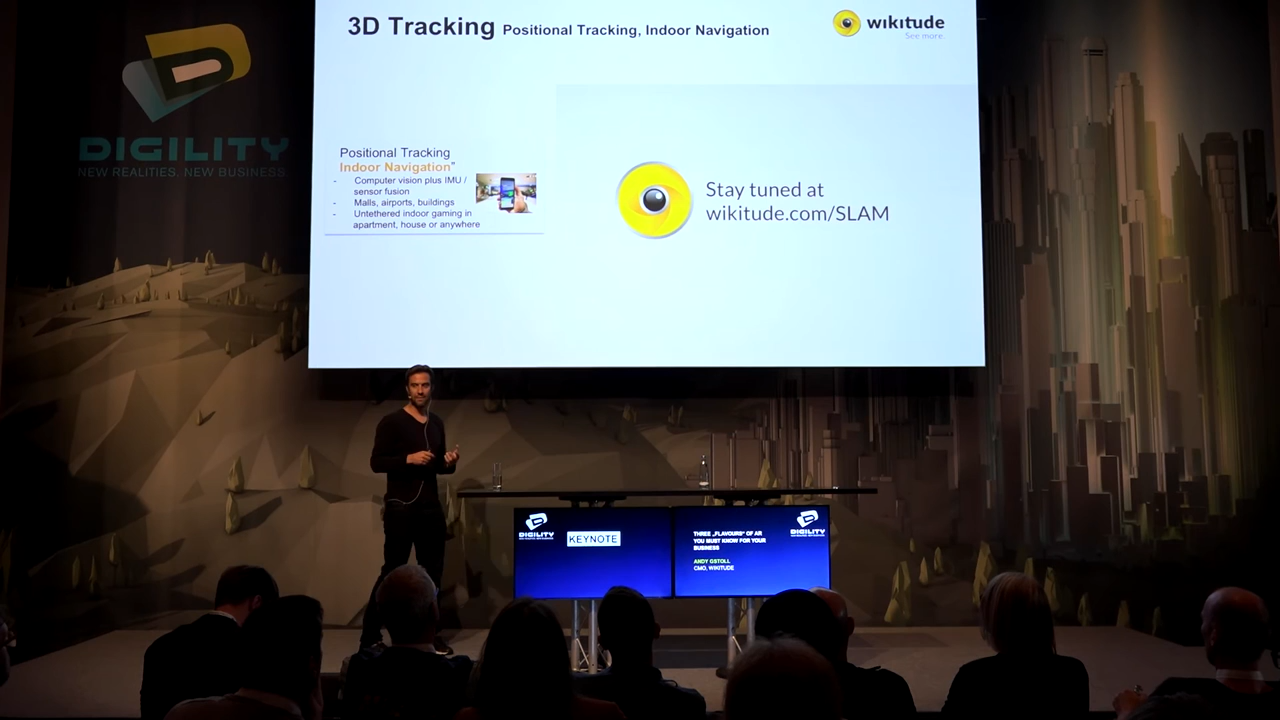 3D Tracking Positional Tracking, Indoor Navigation
wikitude
See more.
DIGILITY
NEW REALITIES. NEW BUSINESS.
Positional Tracking
Indoor Navigation"
- Computer vision plus IMU /
sensor fusion
- Malls, airports, buildings
- Untethered indoor gaming in
apartment, house or anywhere
Stay tuned at
wikitude.com/SLAM
DIGILITY
KEYNOTE
DIGILITY
THREE „FLAVOURS" OF AR
YOU MUST KNOW FOR YOUR
BUSINESS
ANDY GSTOLL
CMO, WIKITUDE